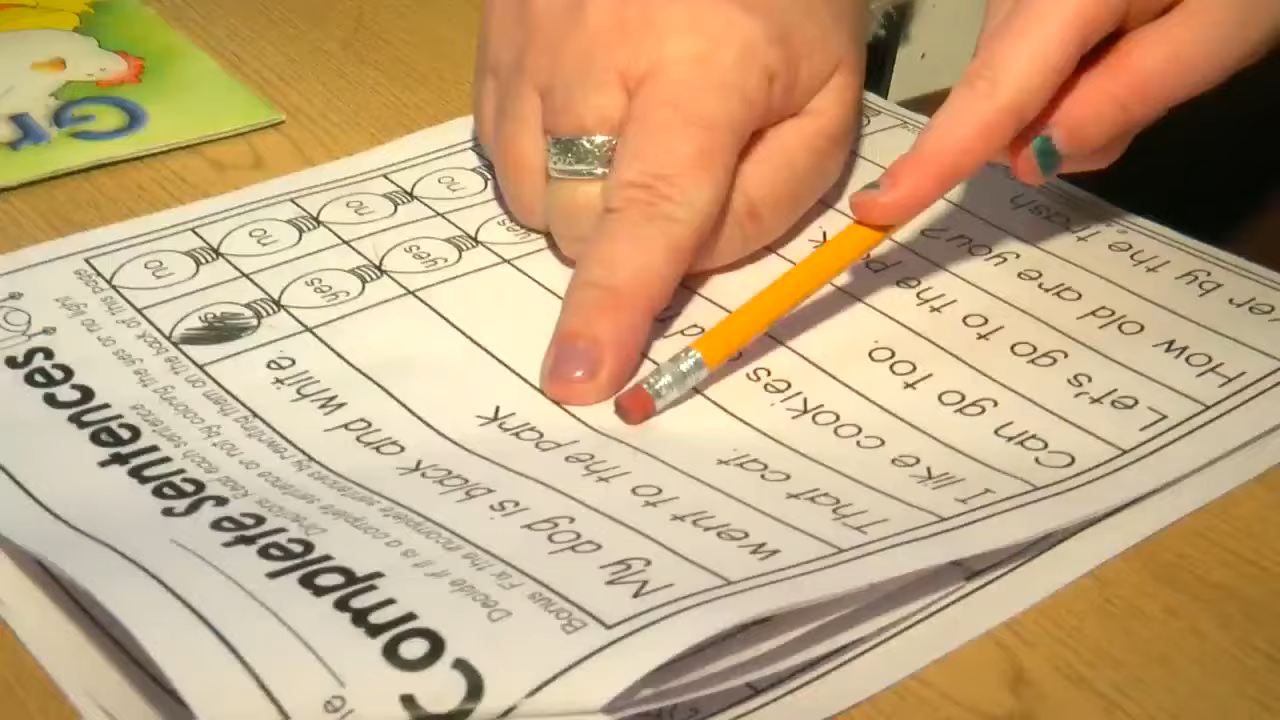 Complete Sentences
Directions: Read each sentence.
Decide if it is a complete sentence or not by coloring the yes or no light
Bonus: Fix the incomplete sentences by rewriting them on the back of this page
My dog is black and white. no
went to the park yes no
That cat. yes no
I like cookies yes no
Can go too.
Let's go to the
How old are you?
by the trash.
Gr